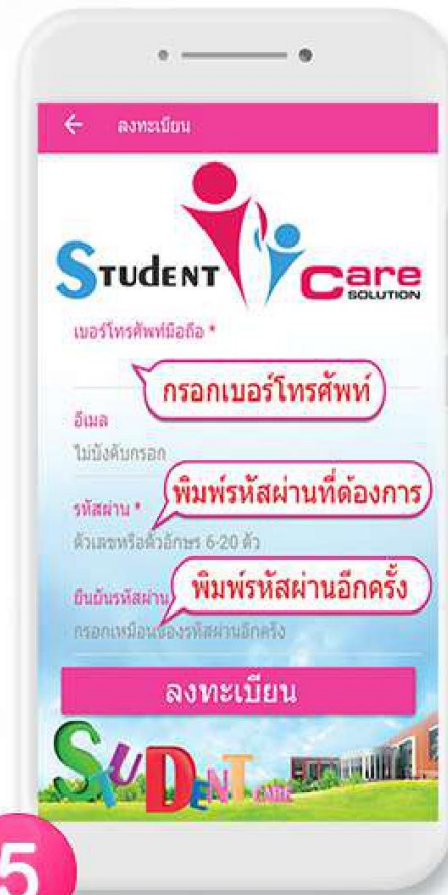 ← ลงทะเบียน
STUDENT Care
SOLUTION
เบอร์โทรศัพท์มือถือ *
กรอกเบอร์โทรศัพท์
อีเมล
ไม่บังคับกรอก
พิมพ์รหัสผ่านที่ต้องการ
รหัสผ่าน *
ตัวเลขหรือตัวอักษร 6-20 ตัว
พิมพ์รหัสผ่านอีกครั้ง
ยืนยันรหัสผ่าน
กรอกเหมือนช่องรหัสผ่านอีกครั้ง
ลงทะเบียน
STUDENT CARE
5